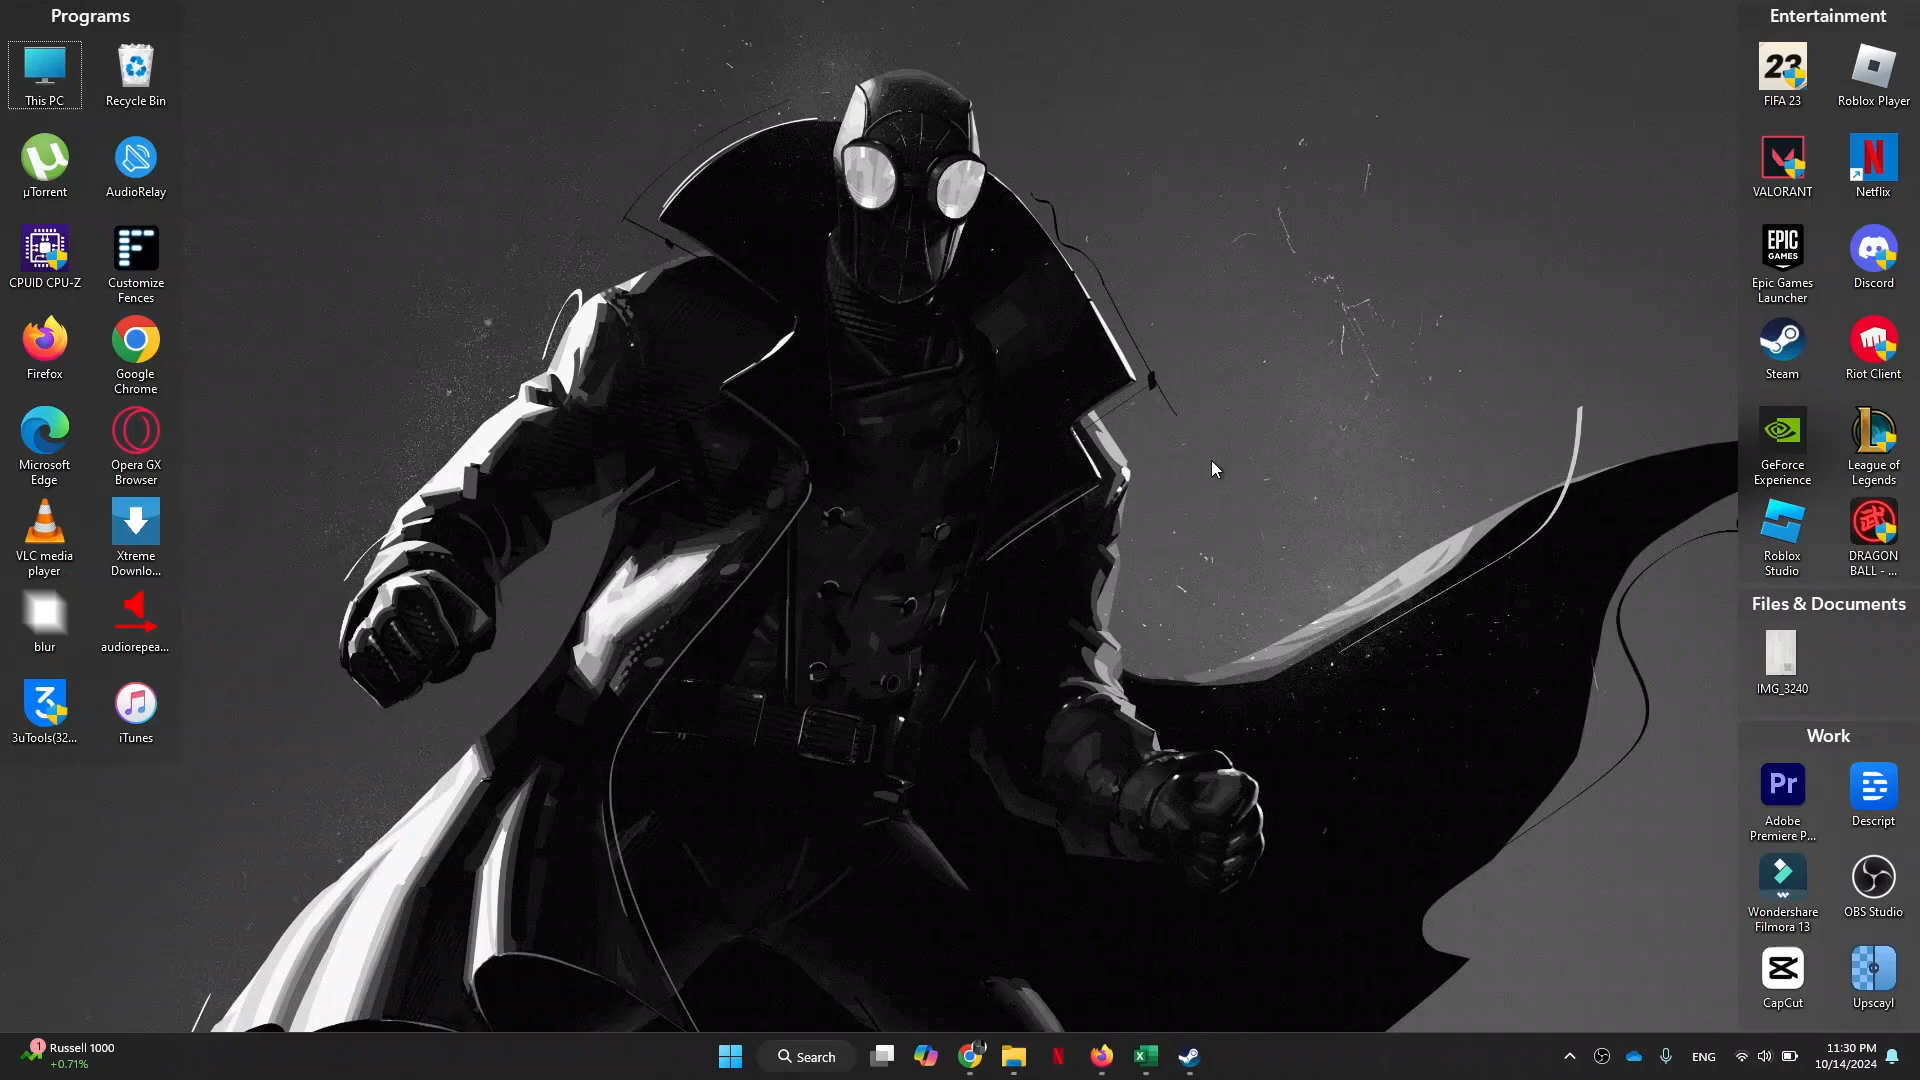 Programs
This PC
Recycle Bin
µTorrent
AudioRelay
CPUID CPU-Z
Customize
Fences
Firefox
Google
Chrome
Microsoft
Edge
Opera GX
Browser
VLC media
player
Xtreme
Downlo...
blur
audiorepea...
3uTools(32...
iTunes
Entertainment
23
FIFA 23
Roblox Player
VALORANT
Netflix
EPIC
GAMES
Epic Games
Launcher
Discord
Steam
Riot Client
GeForce
Experience
League of
Legends
Roblox
Studio
DRAGON
BALL - ...
Files & Documents
IMG_3240
Work
Pr
Adobe
Premiere P...
Descript
Wondershare
Filmora 13
OBS Studio
CapCut
Upscayl
1
Russell 1000
+0.71%
Search
ENG
11:30 PM
10/14/2024